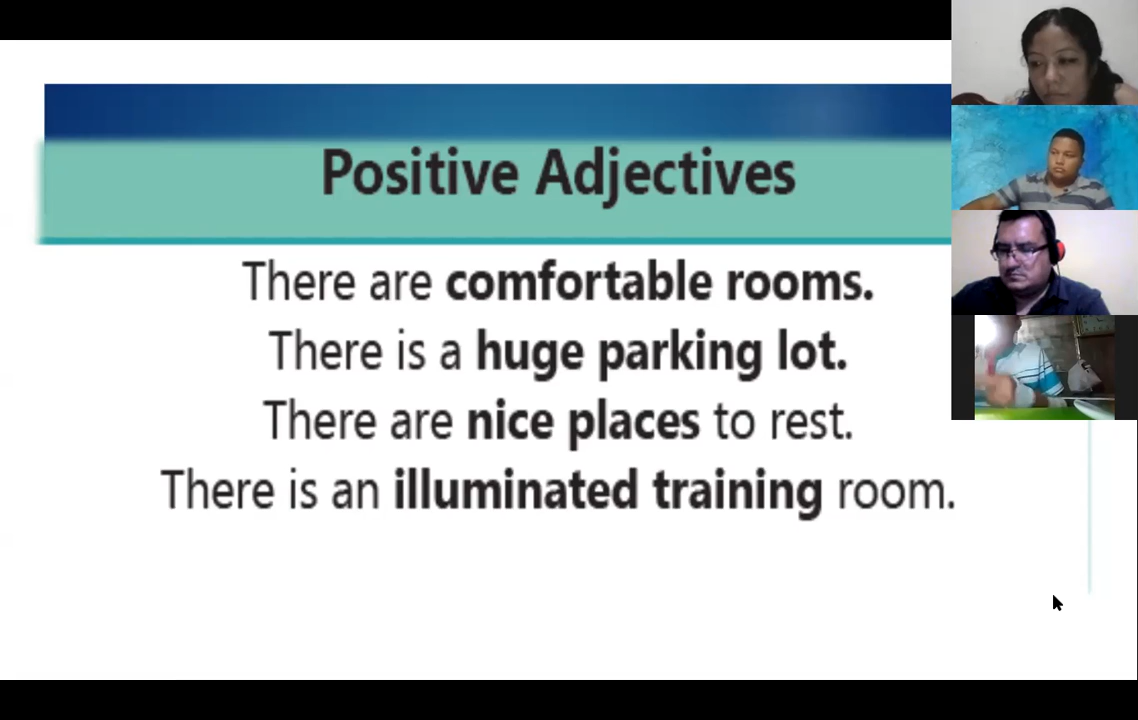 Positive Adjectives
There are comfortable rooms.
There is a huge parking lot.
There are nice places to rest.
There is an illuminated training room.